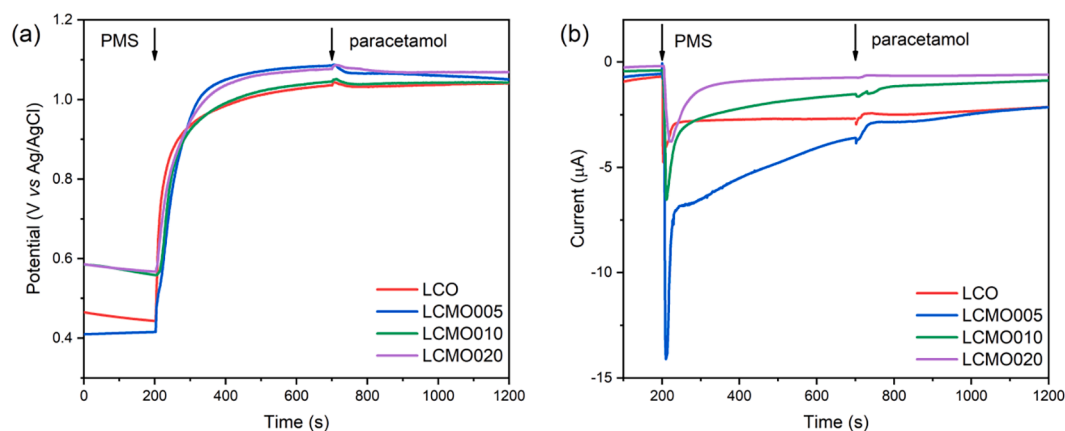 (a)
PMS
paracetamol
Potential (V vs Ag/AgCl)
1.2
1.0
0.8
0.6
0.4
LCO
LCMO005
LCMO010
LCMO020
0 200 400 600 800 1000 1200
Time (s)
(b)
PMS
paracetamol
Current (μA)
0
-5
-10
-15
LCO
LCMO005
LCMO010
LCMO020
200 400 600 800 1000 1200
Time (s)